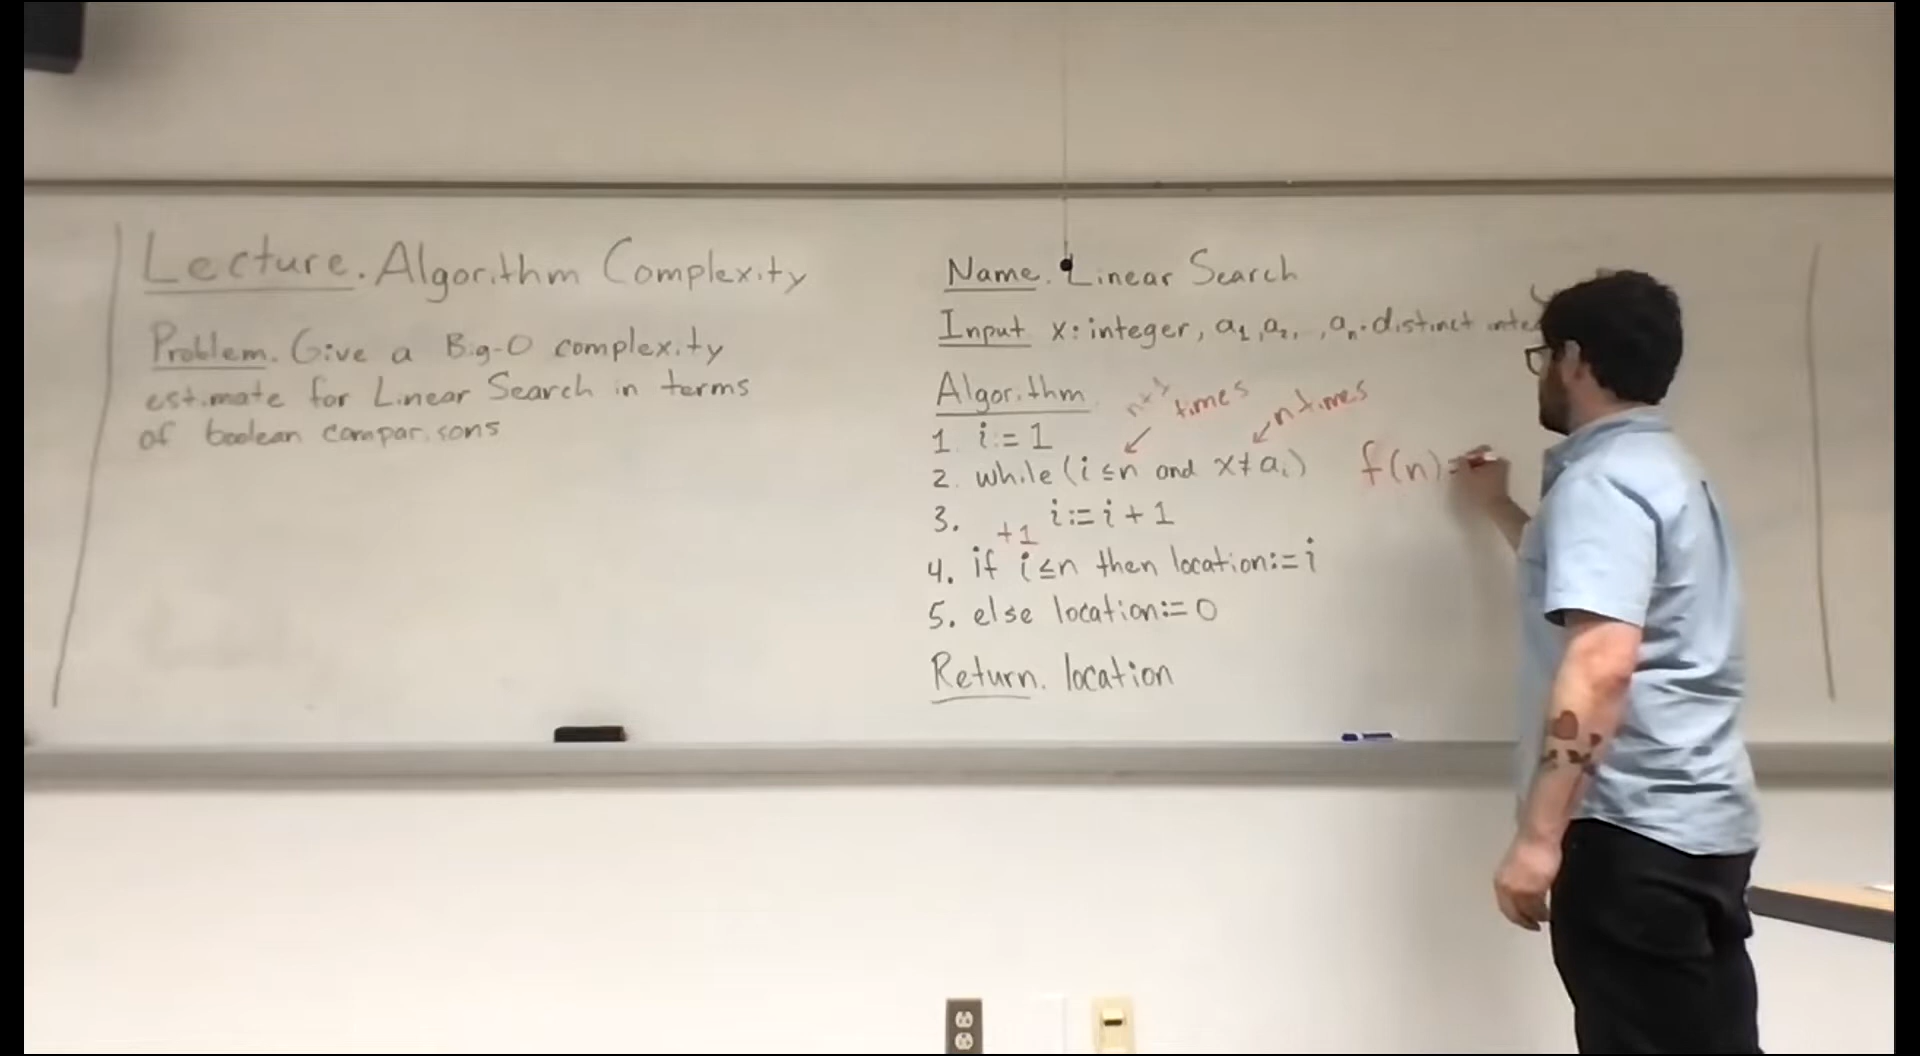 Lecture. Algorithm Complexity
Problem. Give a Big-O complexity
estimate for Linear Search in terms
of boolean comparisons
Name. Linear Search
Input x: integer, a₁, a₂, , aₙ. distinct
Algorithm
n+1 times
n times
1. i := 1
2. while (i ≤ n and x ≠ aᵢ)
f(n)=
3. i := i + 1
+1
4. if i ≤ n then location := i
5. else location := 0
Return. location